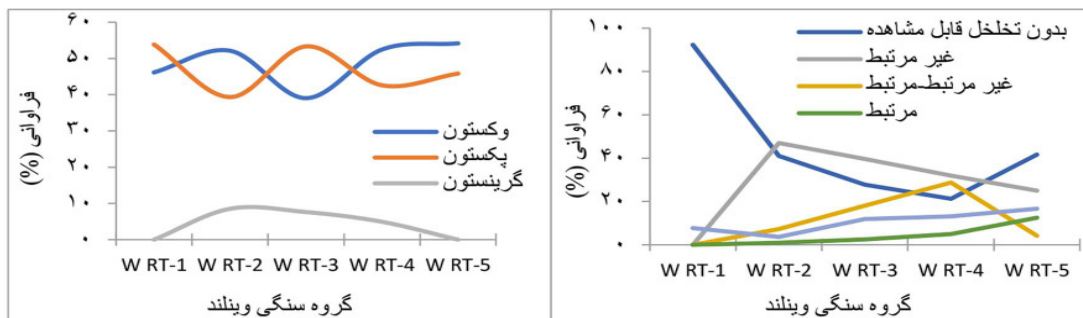 ۶۰
۵۰
۴۰
۳۰
۲۰
۱۰
۰
فراوانی (%)
وکستون
پکستون
گرینستون
W RT-1 W RT-2 W RT-3 W RT-4 W RT-5
گروه سنگی وینلند
۱۰۰
۸۰
۶۰
۴۰
۲۰
۰
فراوانی (%)
بدون تخلخل قابل مشاهده
غیر مرتبط
غیر مرتبط-مرتبط
مرتبط
W RT-1 W RT-2 W RT-3 W RT-4 W RT-5
گروه سنگی وینلند